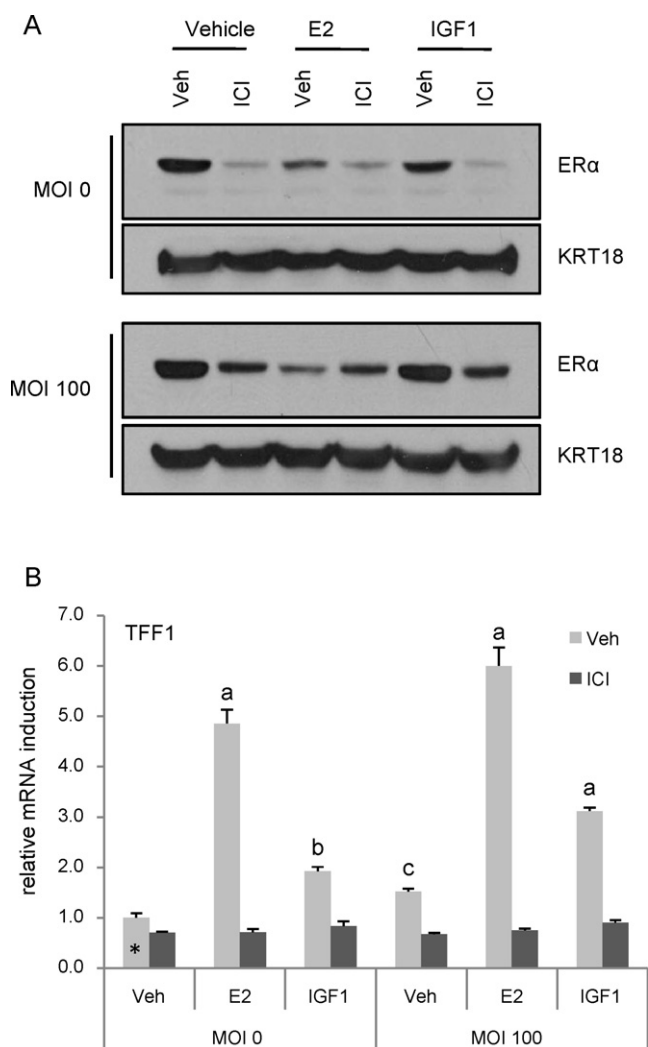 A
Vehicle E2 IGF1
Veh ICI Veh ICI Veh ICI
MOI 0
ERα
KRT18
MOI 100
ERα
KRT18
B
7.0
6.0
5.0
4.0
3.0
2.0
1.0
0.0
relative mRNA induction
TFF1
Veh
ICI
a
b
c
a
a
*
Veh E2 IGF1 Veh E2 IGF1
MOI 0 MOI 100